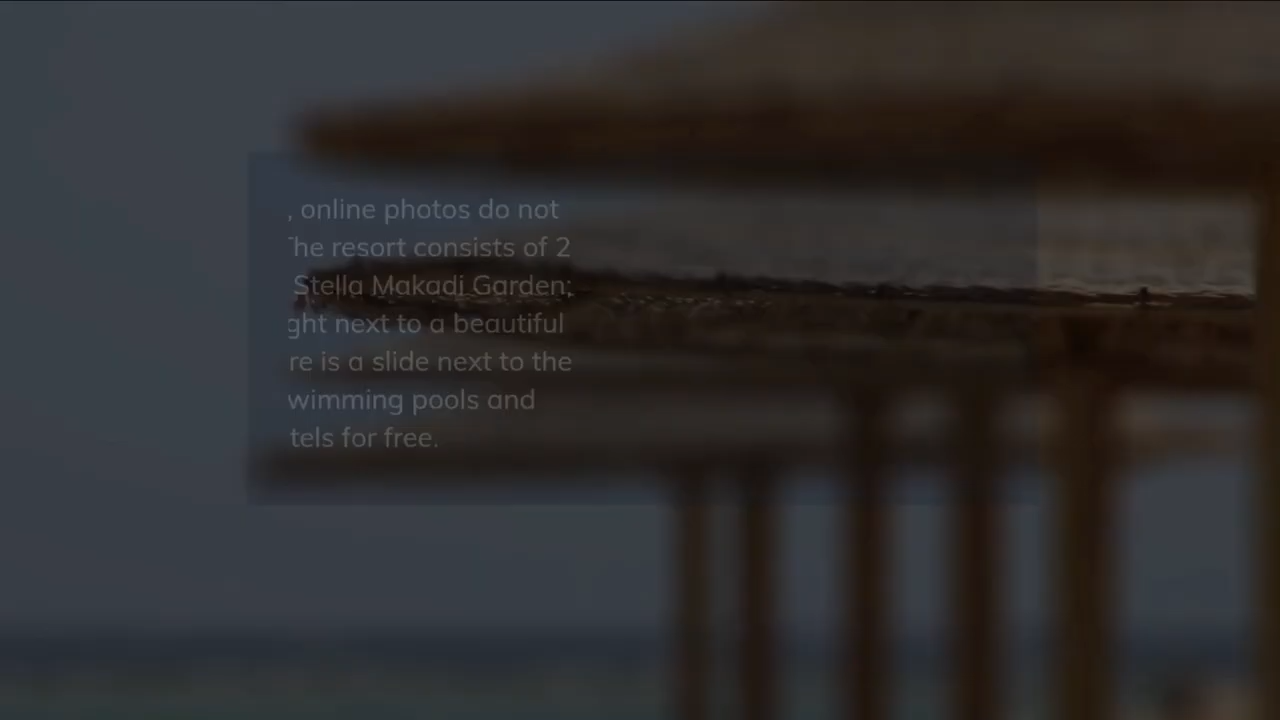 , online photos do not
he resort consists of 2
Stella Makadi Garden;
ght next to a beautiful
re is a slide next to the
wimming pools and
tels for free.